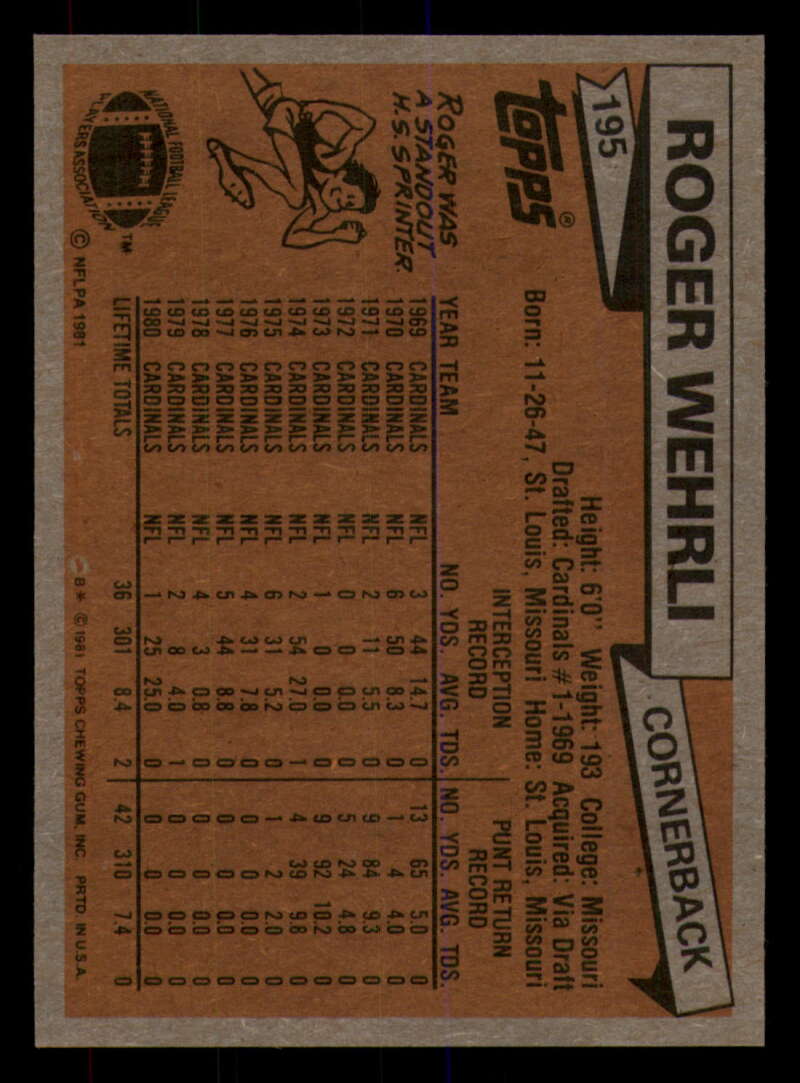 195
ROGER WEHRLI
CORNERBACK
topps®
Height: 6'0" Weight: 193 College: Missouri
Drafted: Cardinals #1-1969 Acquired: Via Draft
Born: 11-26-47, St. Louis, Missouri Home: St. Louis, Missouri
ROGER WAS
A STANDOUT
H.S. SPRINTER.
INTERCEPTION RECORD PUNT RETURN RECORD
YEAR TEAM NO. YDS. AVG. TDS. NO. YDS. AVG. TDS.
1969 CARDINALS NFL 3 44 14.7 0 13 65 5.0 0
1970 CARDINALS NFL 6 50 8.3 0 1 4 4.0 0
1971 CARDINALS NFL 2 11 5.5 0 9 84 9.3 0
1972 CARDINALS NFL 0 0 0.0 0 5 24 4.8 0
1973 CARDINALS NFL 1 0 0.0 0 9 92 10.2 0
1974 CARDINALS NFL 2 54 27.0 1 4 39 9.8 0
1975 CARDINALS NFL 6 31 5.2 0 1 2 2.0 0
1976 CARDINALS NFL 4 31 7.8 0 0 0 0.0 0
1977 CARDINALS NFL 5 44 8.8 0 0 0 0.0 0
1978 CARDINALS NFL 4 3 0.8 0 0 0 0.0 0
1979 CARDINALS NFL 2 8 4.0 1 0 0 0.0 0
1980 CARDINALS NFL 1 25 25.0 0 0 0 0.0 0
LIFETIME TOTALS 36 301 8.4 2 42 310 7.4 0
NATIONAL FOOTBALL LEAGUE
PLAYERS ASSOCIATION
TM
© NFLPA 1981
B* © 1981 TOPPS CHEWING GUM, INC. PRTD. IN U.S.A.